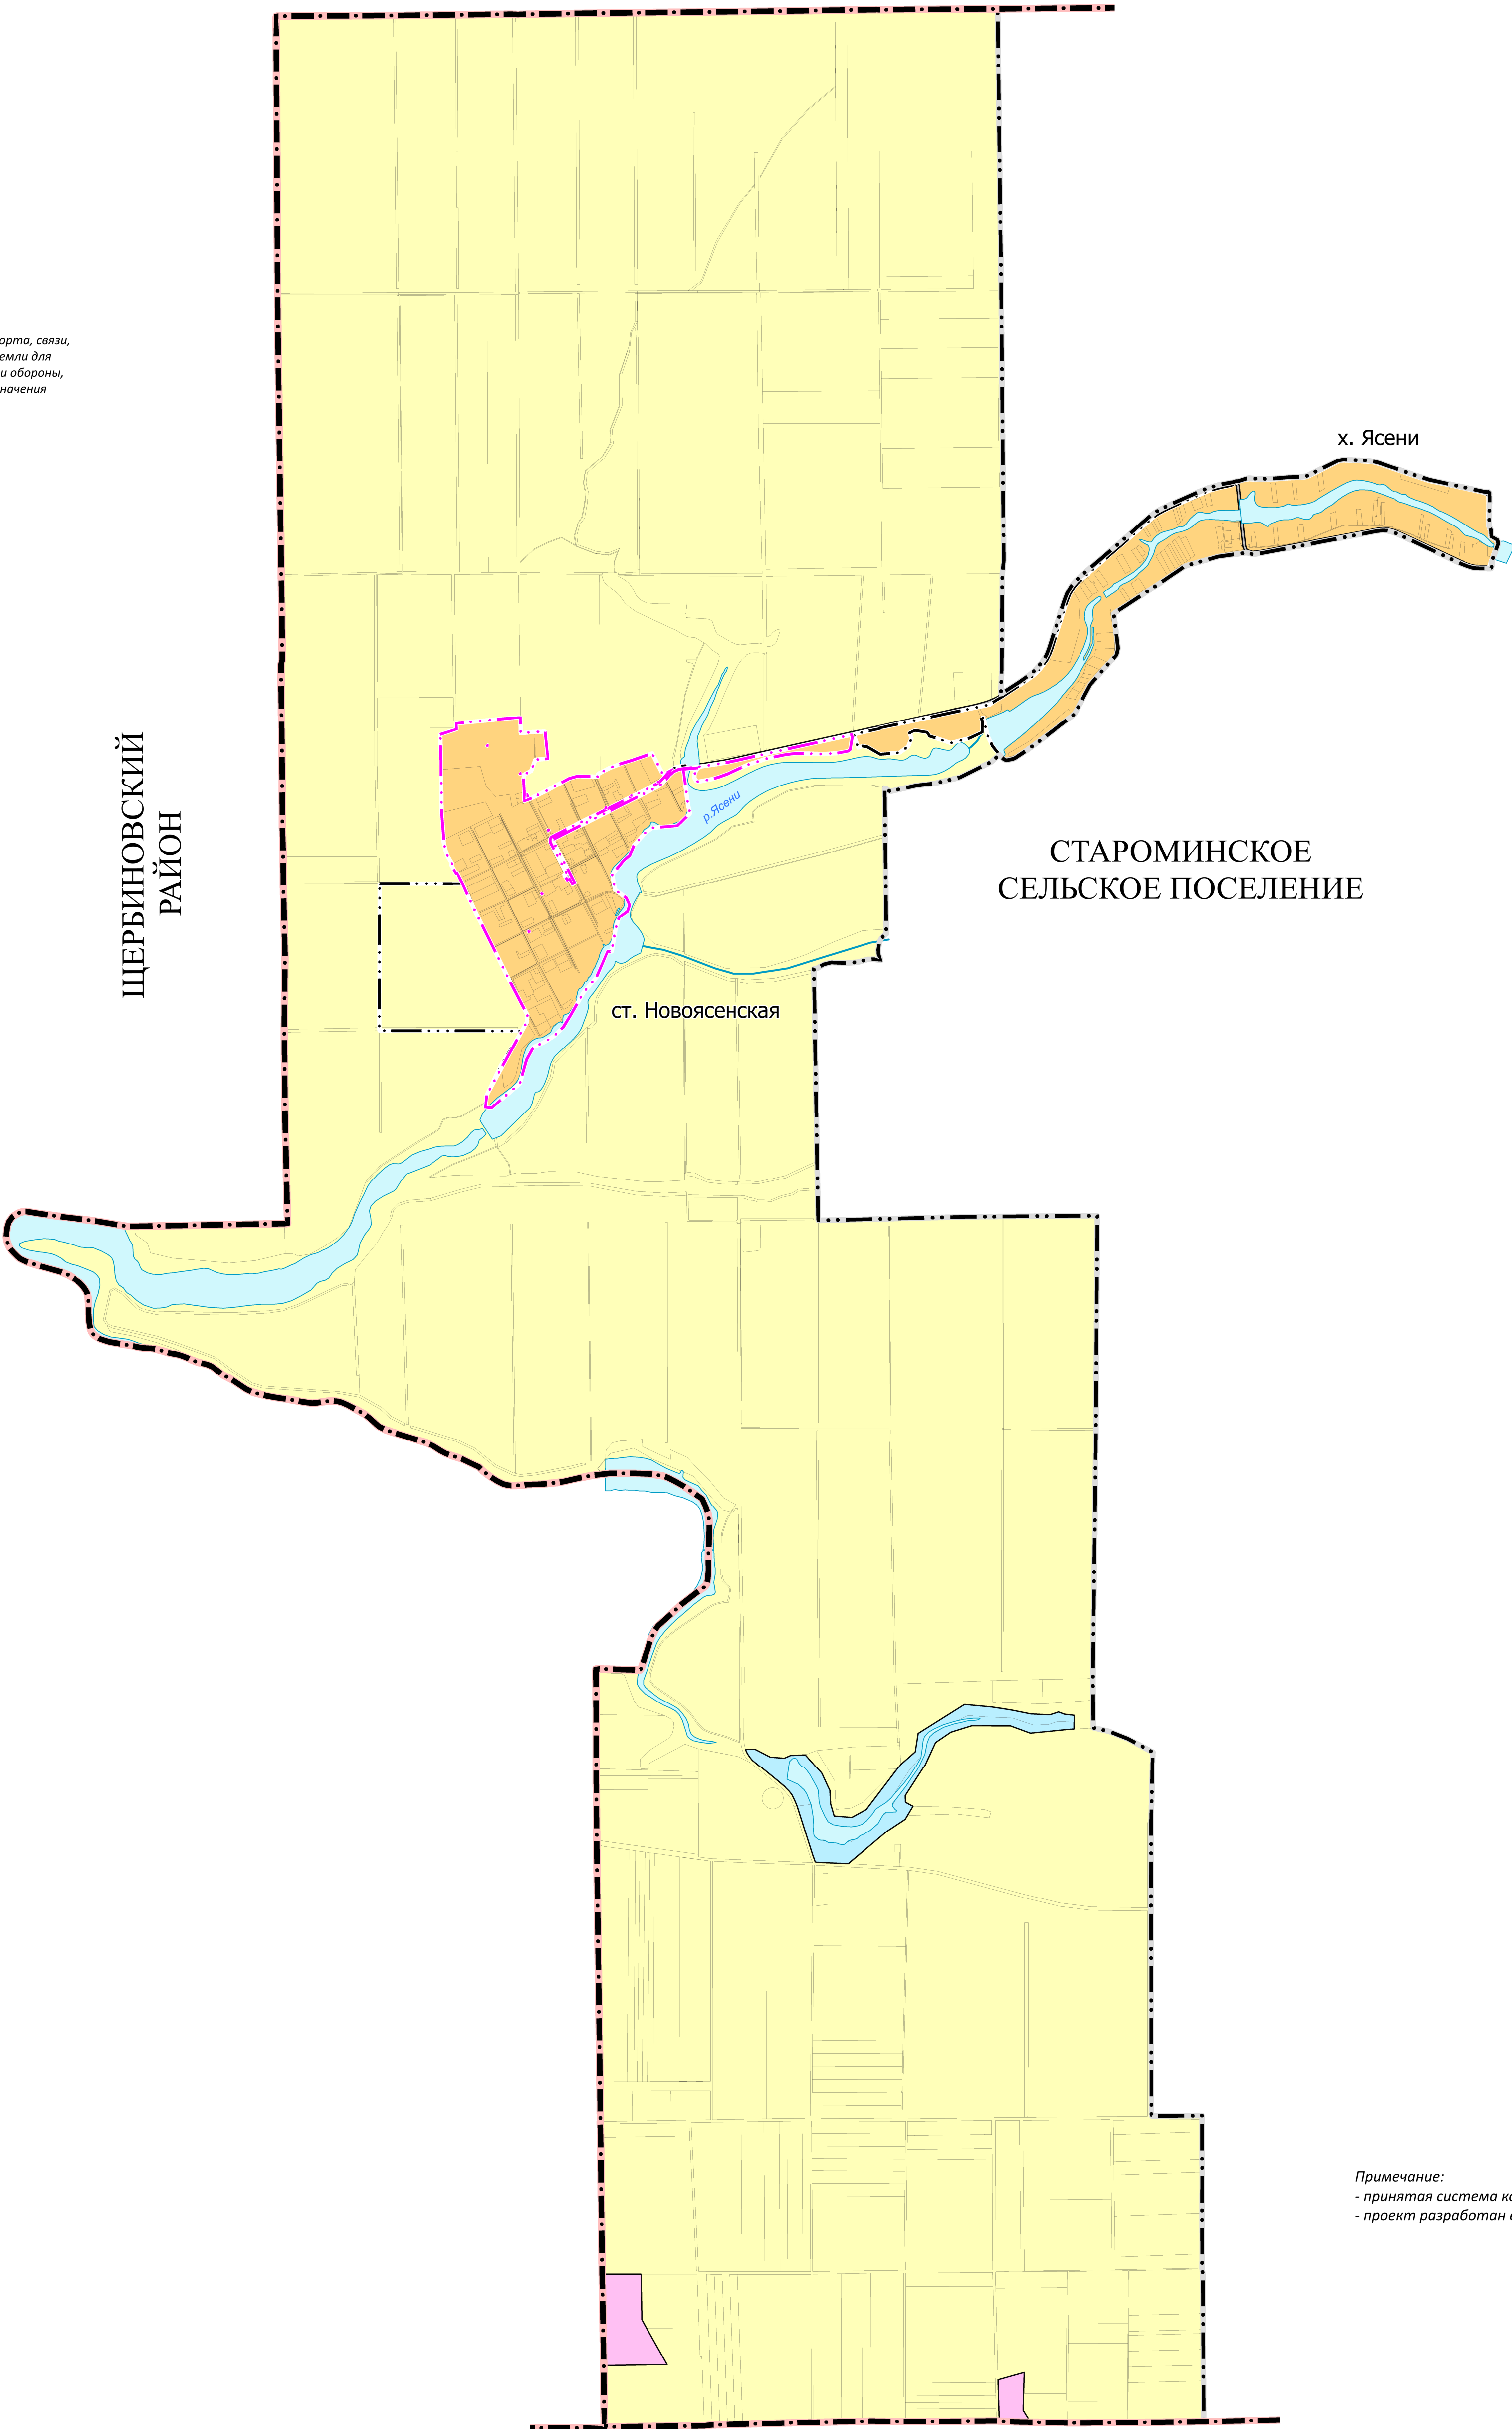 орта, связи,
емли для
и обороны,
начения
х. Ясени
ЩЕРБИНОВСКИЙ
РАЙОН
р.Ясени
СТАРОМИНСКОЕ
СЕЛЬСКОЕ ПОСЕЛЕНИЕ
ст. Новоясенская
Примечание:
- принятая система ко
- проект разработан в